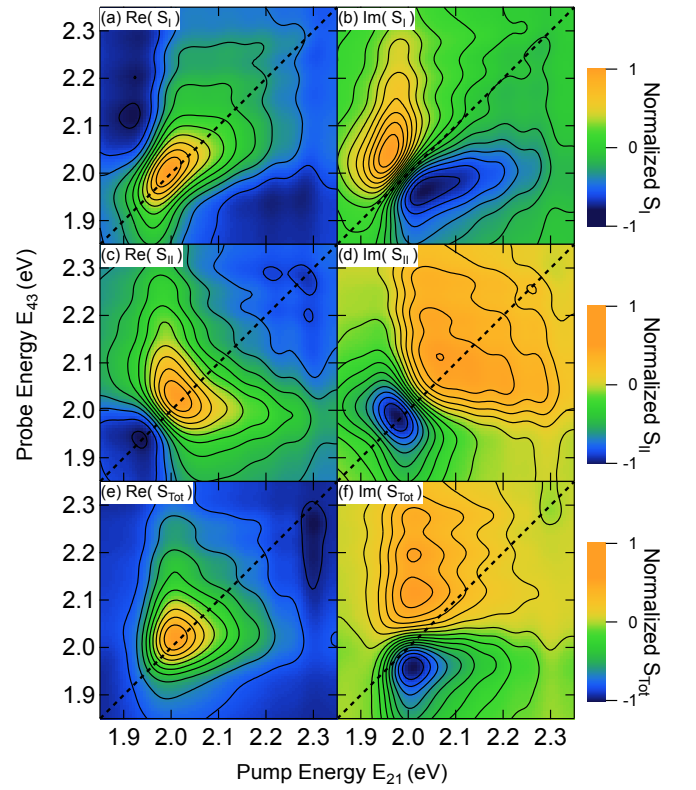 (a) Re( S_I )
(b) Im( S_I )
2.3
2.2
2.1
2.0
1.9
1
0
-1
Normalized S_I
(c) Re( S_II )
(d) Im( S_II )
2.3
2.2
2.1
2.0
1.9
1
0
-1
Normalized S_II
Probe Energy E_43 (eV)
(e) Re( S_Tot )
(f) Im( S_Tot )
2.3
2.2
2.1
2.0
1.9
1
0
-1
Normalized S_Tot
1.9 2.0 2.1 2.2 2.3 1.9 2.0 2.1 2.2 2.3
Pump Energy E_21 (eV)